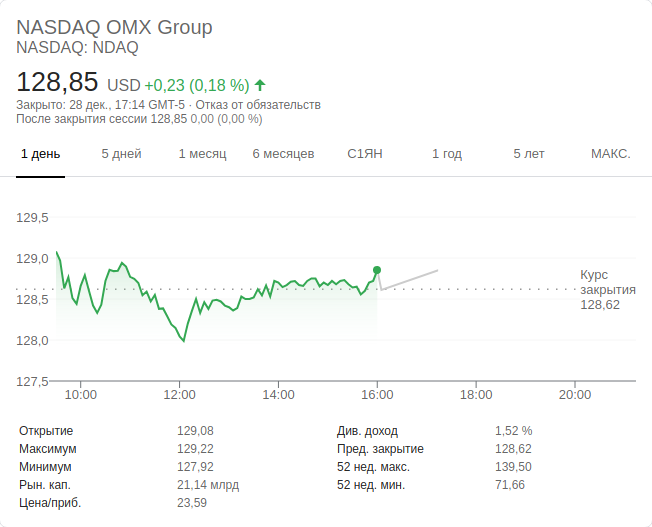 NASDAQ OMX Group
NASDAQ: NDAQ
128,85 USD +0,23 (0,18 %)
Закрыто: 28 дек., 17:14 GMT-5 · Отказ от обязательств
После закрытия сессии 128,85 0,00 (0,00 %)
1 день 5 дней 1 месяц 6 месяцев С1ЯН 1 год 5 лет МАКС.
129,5
129,0
Курс
закрытия
128,62
128,5
128,0
127,5
10:00 12:00 14:00 16:00 18:00 20:00
Открытие 129,08 Див. доход 1,52 %
Максимум 129,22 Пред. закрытие 128,62
Минимум 127,92 52 нед. макс. 139,50
Рын. кап. 21,14 млрд 52 нед. мин. 71,66
Цена/приб. 23,59